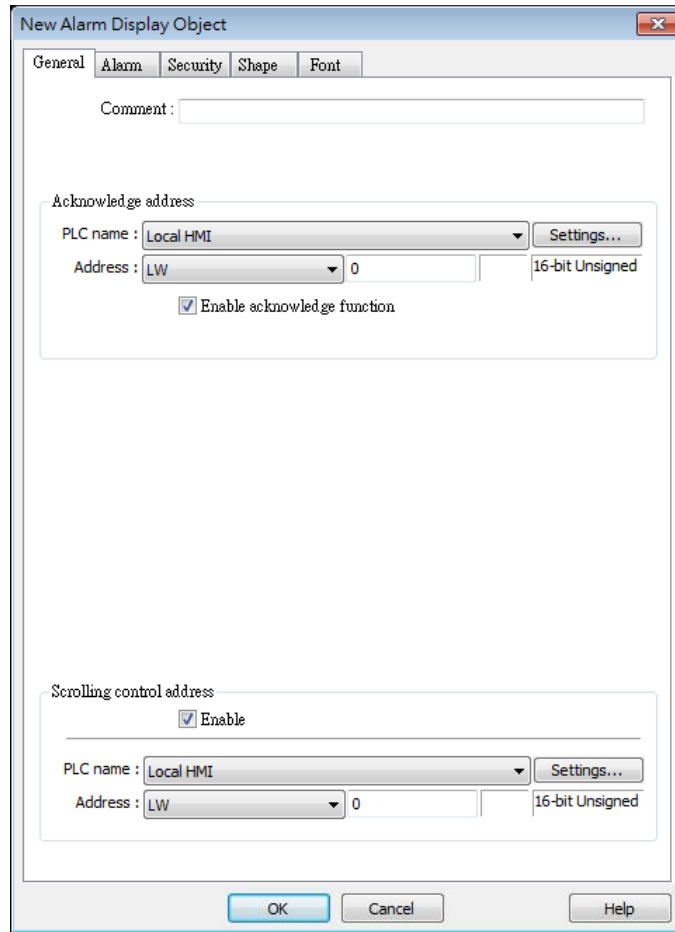 New Alarm Display Object
General Alarm Security Shape Font
Comment :
Acknowledge address
PLC name : Local HMI Settings...
Address : LW 0 16-bit Unsigned
Enable acknowledge function
Scrolling control address
Enable
PLC name : Local HMI Settings...
Address : LW 0 16-bit Unsigned
OK Cancel Help